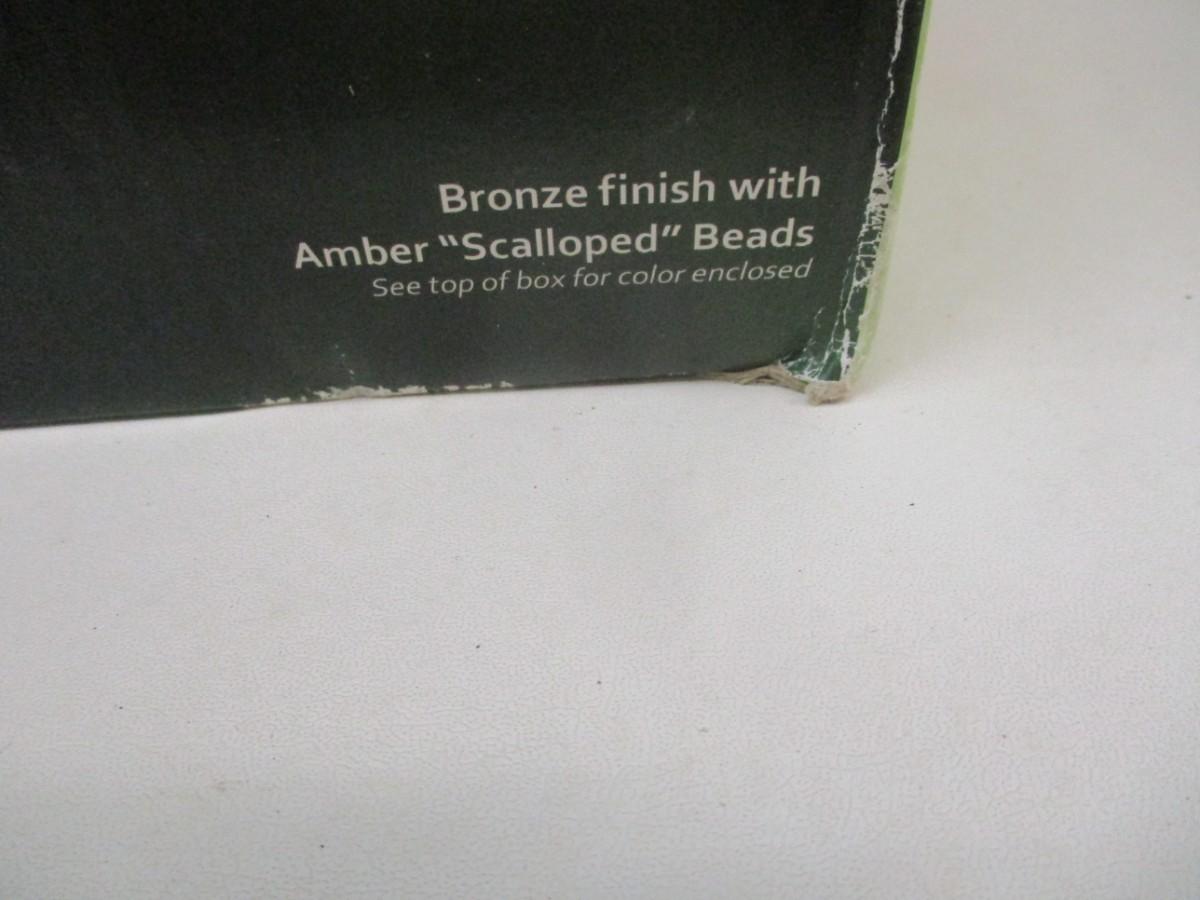 Bronze finish with
Amber “Scalloped” Beads
See top of box for color enclosed